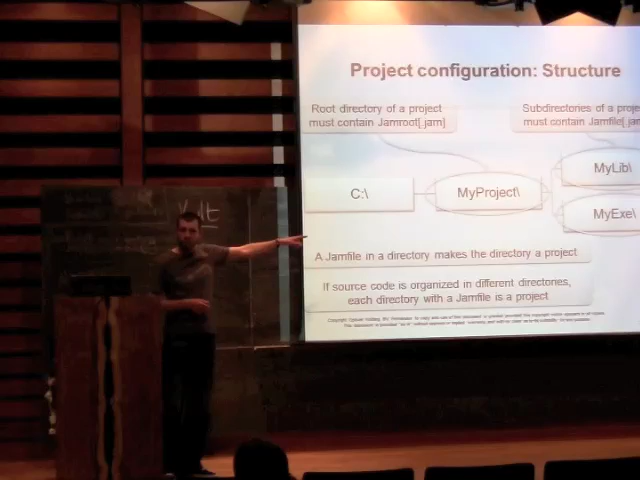 Project configuration: Structure
Root directory of a project
must contain Jamroot[.jam]
Subdirectories of a proje
must contain Jamfile[.jam
C:\
MyProject\
MyLib\
MyExe\
A Jamfile in a directory makes the directory a project
If source code is organized in different directories,
each directory with a Jamfile is a project